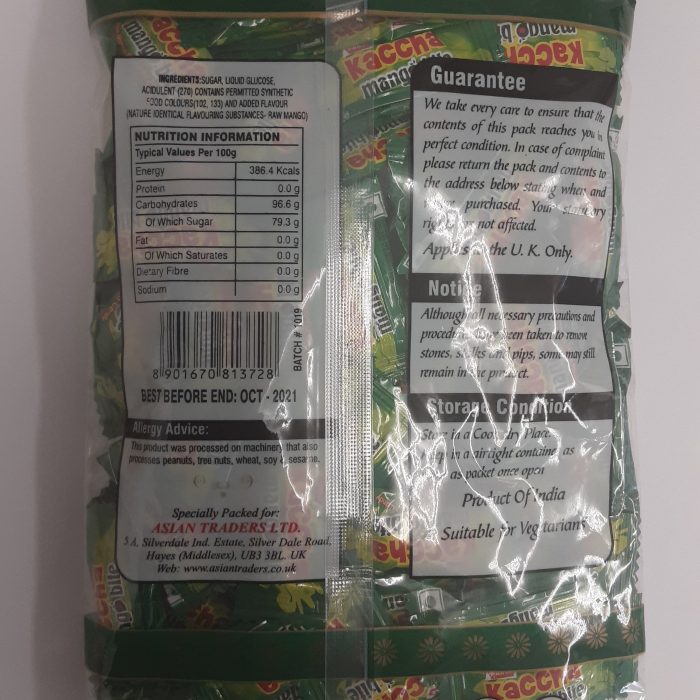 Kaccha
INGREDIENTS:SUGAR, LIQUID GLUCOSE,
ACIDULENT (270) CONTAINS PERMITTED SYNTHETIC
FOOD COLOURS(102, 133) AND ADDED FLAVOUR
(NATURE IDENTICAL FLAVOURING SUBSTANCES- RAW MANGO)
NUTRITION INFORMATION
Typical Values Per 100g
Energy 386.4 Kcals
Protein 0.0 g
Carbohydrates 96.6 g
Of Which Sugar 79.3 g
Fat 0.0 g
Of Which Saturates 0.0 g
Dietary Fibre 0.0 g
Sodium 0.0 g
8 901670 813728
BATCH # 1019
BEST BEFORE END: OCT - 2021
Allergy Advice:
This product was processed on machinery that also
processes peanuts, tree nuts, wheat, soy & sesame.
Specially Packed for:
ASIAN TRADERS LTD.
5 A, Silverdale Ind. Estate, Silver Dale Road,
Hayes (Middlesex), UB3 3BL. UK
Web: www.asiantraders.co.uk
Guarantee
We take every care to ensure that the
contents of this pack reaches you in
perfect condition. In case of complaint
please return the pack and contents to
the address below stating when and
purchased. Your statutory
not affected.
Applies to the U. K. Only.
Notice
Although all necessary precautions and
been taken to remove
stones, stalks and pips, some may still
remain in the product.
Storage Condition
Store in a Cool, dry Place.
Keep in a airtight container as
as packet once open
Product Of India
Suitable for Vegetarians
Kaccha